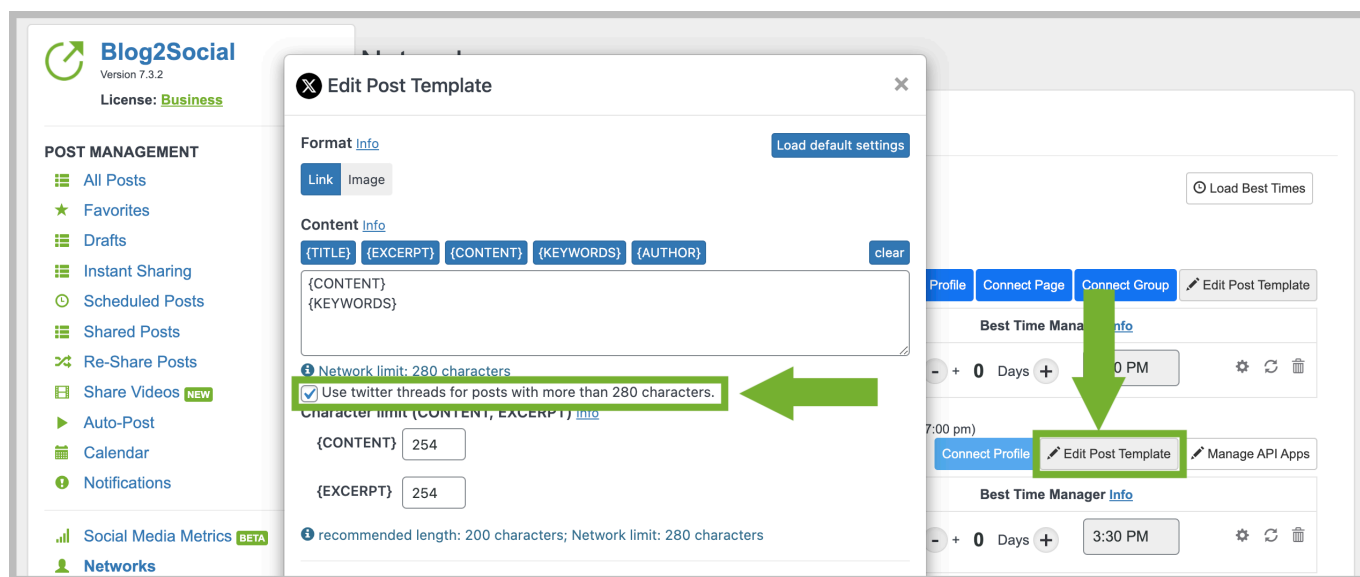 Blog2Social
Version 7.3.2
License: Business
POST MANAGEMENT
All Posts
Favorites
Drafts
Instant Sharing
Scheduled Posts
Shared Posts
Re-Share Posts
Share Videos NEW
Auto-Post
Calendar
Notifications
Social Media Metrics BETA
Networks
X Edit Post Template ×
Format Info
Load default settings
Link Image
Content Info
{TITLE} {EXCERPT} {CONTENT} {KEYWORDS} {AUTHOR} clear
{CONTENT}
{KEYWORDS}
Network limit: 280 characters
Use twitter threads for posts with more than 280 characters.
Character limit (CONTENT, EXCERPT) Info
{CONTENT} 254
{EXCERPT} 254
recommended length: 200 characters; Network limit: 280 characters
Load Best Times
Profile Connect Page Connect Group Edit Post Template
Best Time Info
- + 0 Days + PM
7:00 pm)
Connect Profile Edit Post Template Manage API Apps
Best Time Manager Info
- + 0 Days + 3:30 PM